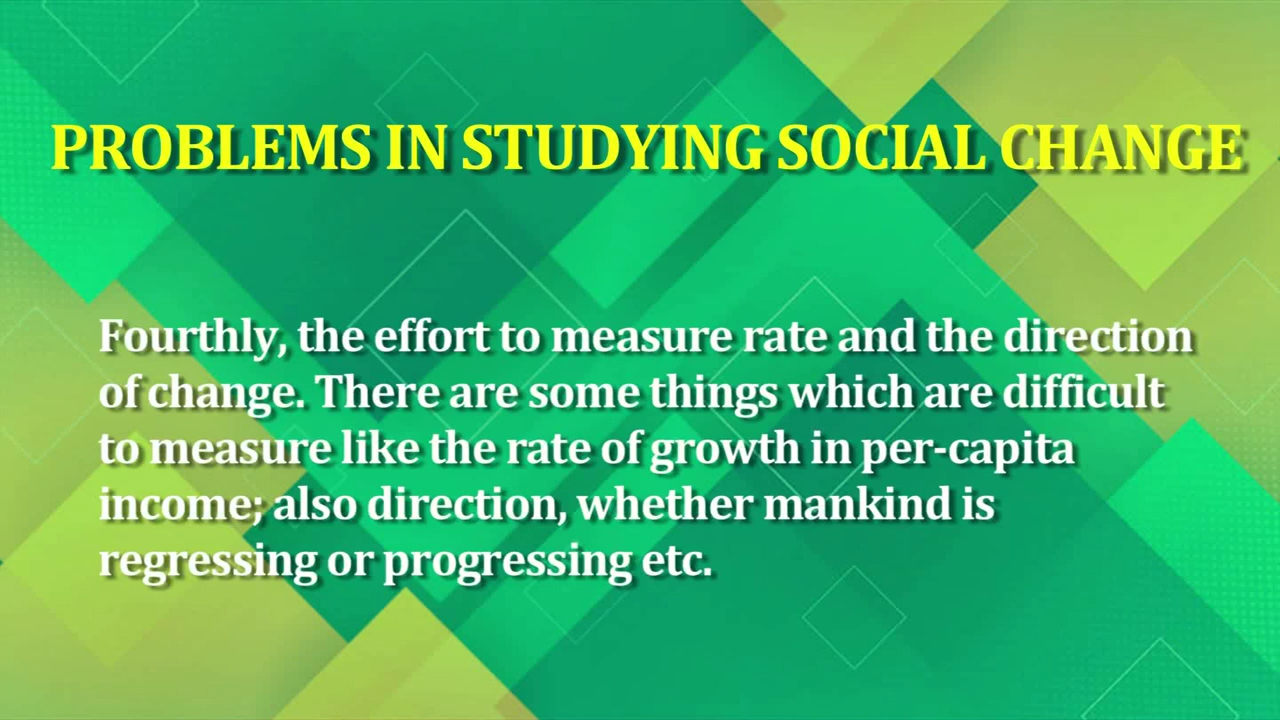 PROBLEMS IN STUDYING SOCIAL CHANGE
Fourthly, the effort to measure rate and the direction
of change. There are some things which are difficult
to measure like the rate of growth in per-capita
income; also direction, whether mankind is
regressing or progressing etc.